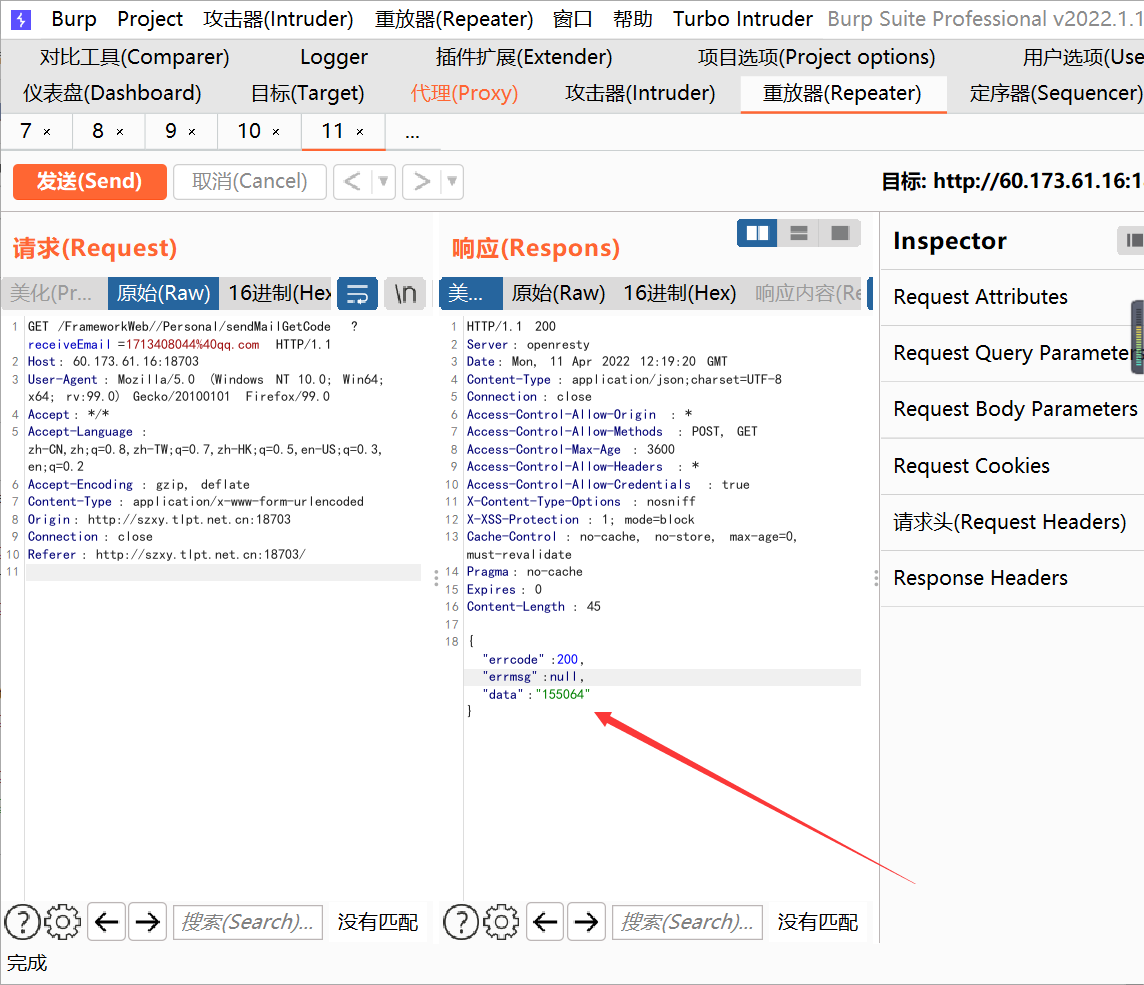 Burp Project 攻击器(Intruder) 重放器(Repeater) 窗口 帮助 Turbo Intruder Burp Suite Professional v2022.1.1
对比工具(Comparer) Logger 插件扩展(Extender) 项目选项(Project options) 用户选项(Use
仪表盘(Dashboard) 目标(Target) 代理(Proxy) 攻击器(Intruder) 重放器(Repeater) 定序器(Sequencer)
7 × 8 × 9 × 10 × 11 × ...
发送(Send) 取消(Cancel) < ▼ > ▼ 目标: http://60.173.61.16:1
请求(Request)
美化(Pr... 原始(Raw) 16进制(Hex \n
1 GET /FrameworkWeb//Personal/sendMailGetCode ?
receiveEmail =1713408044%40qq.com HTTP/1.1
2 Host : 60.173.61.16:18703
3 User-Agent : Mozilla/5.0 (Windows NT 10.0; Win64;
x64; rv:99.0) Gecko/20100101 Firefox/99.0
4 Accept : */*
5 Accept-Language :
zh-CN,zh;q=0.8,zh-TW;q=0.7,zh-HK;q=0.5,en-US;q=0.3,
en;q=0.2
6 Accept-Encoding : gzip, deflate
7 Content-Type : application/x-www-form-urlencoded
8 Origin : http://szxy.tlpt.net.cn:18703
9 Connection : close
10 Referer : http://szxy.tlpt.net.cn:18703/
11
搜索(Search)... 没有匹配
响应(Respons)
美... 原始(Raw) 16进制(Hex) 响应内容(Re
1 HTTP/1.1 200
2 Server : openresty
3 Date : Mon, 11 Apr 2022 12:19:20 GMT
4 Content-Type : application/json;charset=UTF-8
5 Connection : close
6 Access-Control-Allow-Origin : *
7 Access-Control-Allow-Methods : POST, GET
8 Access-Control-Max-Age : 3600
9 Access-Control-Allow-Headers : *
10 Access-Control-Allow-Credentials : true
11 X-Content-Type-Options : nosniff
12 X-XSS-Protection : 1; mode=block
13 Cache-Control : no-cache, no-store, max-age=0,
must-revalidate
14 Pragma : no-cache
15 Expires : 0
16 Content-Length : 45
17
18 {
"errcode" :200,
"errmsg" :null,
"data" :"155064"
}
搜索(Search)... 没有匹配
Inspector
Request Attributes
Request Query Parameter
Request Body Parameters
Request Cookies
请求头(Request Headers)
Response Headers
完成